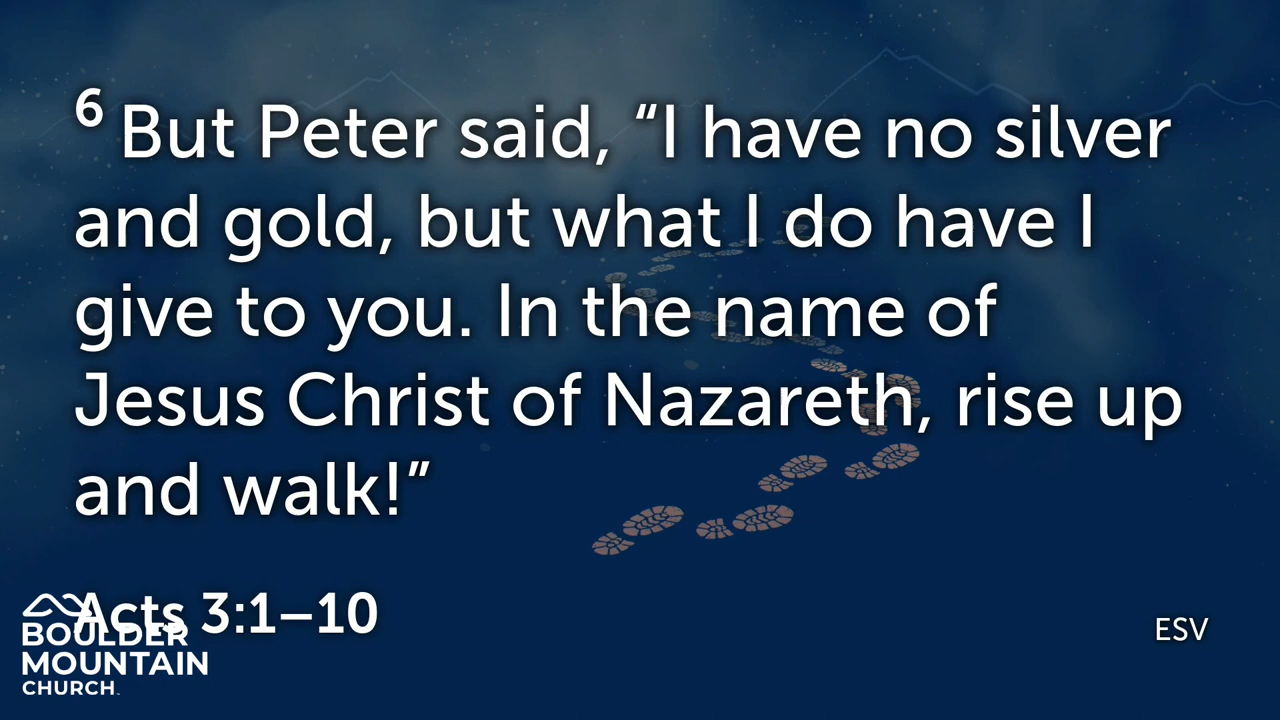 6 But Peter said, “I have no silver
and gold, but what I do have I
give to you. In the name of
Jesus Christ of Nazareth, rise up
and walk!”
Acts 3:1–10
BOULDER
MOUNTAIN
CHURCH
ESV